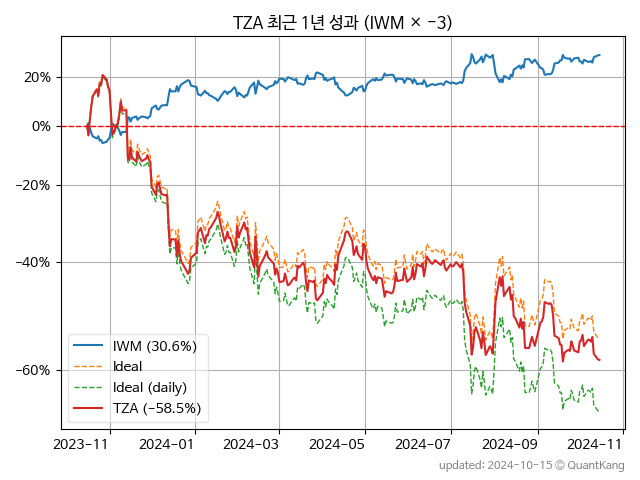 TZA 최근 1년 성과 (IWM × −3)
20%
0%
−20%
−40%
−60%
IWM (30.6%)
Ideal
Ideal (daily)
TZA (−58.5%)
2023−11 2024−01 2024−03 2024−05 2024−07 2024−09 2024−11
updated: 2024-10-15 © QuantKang